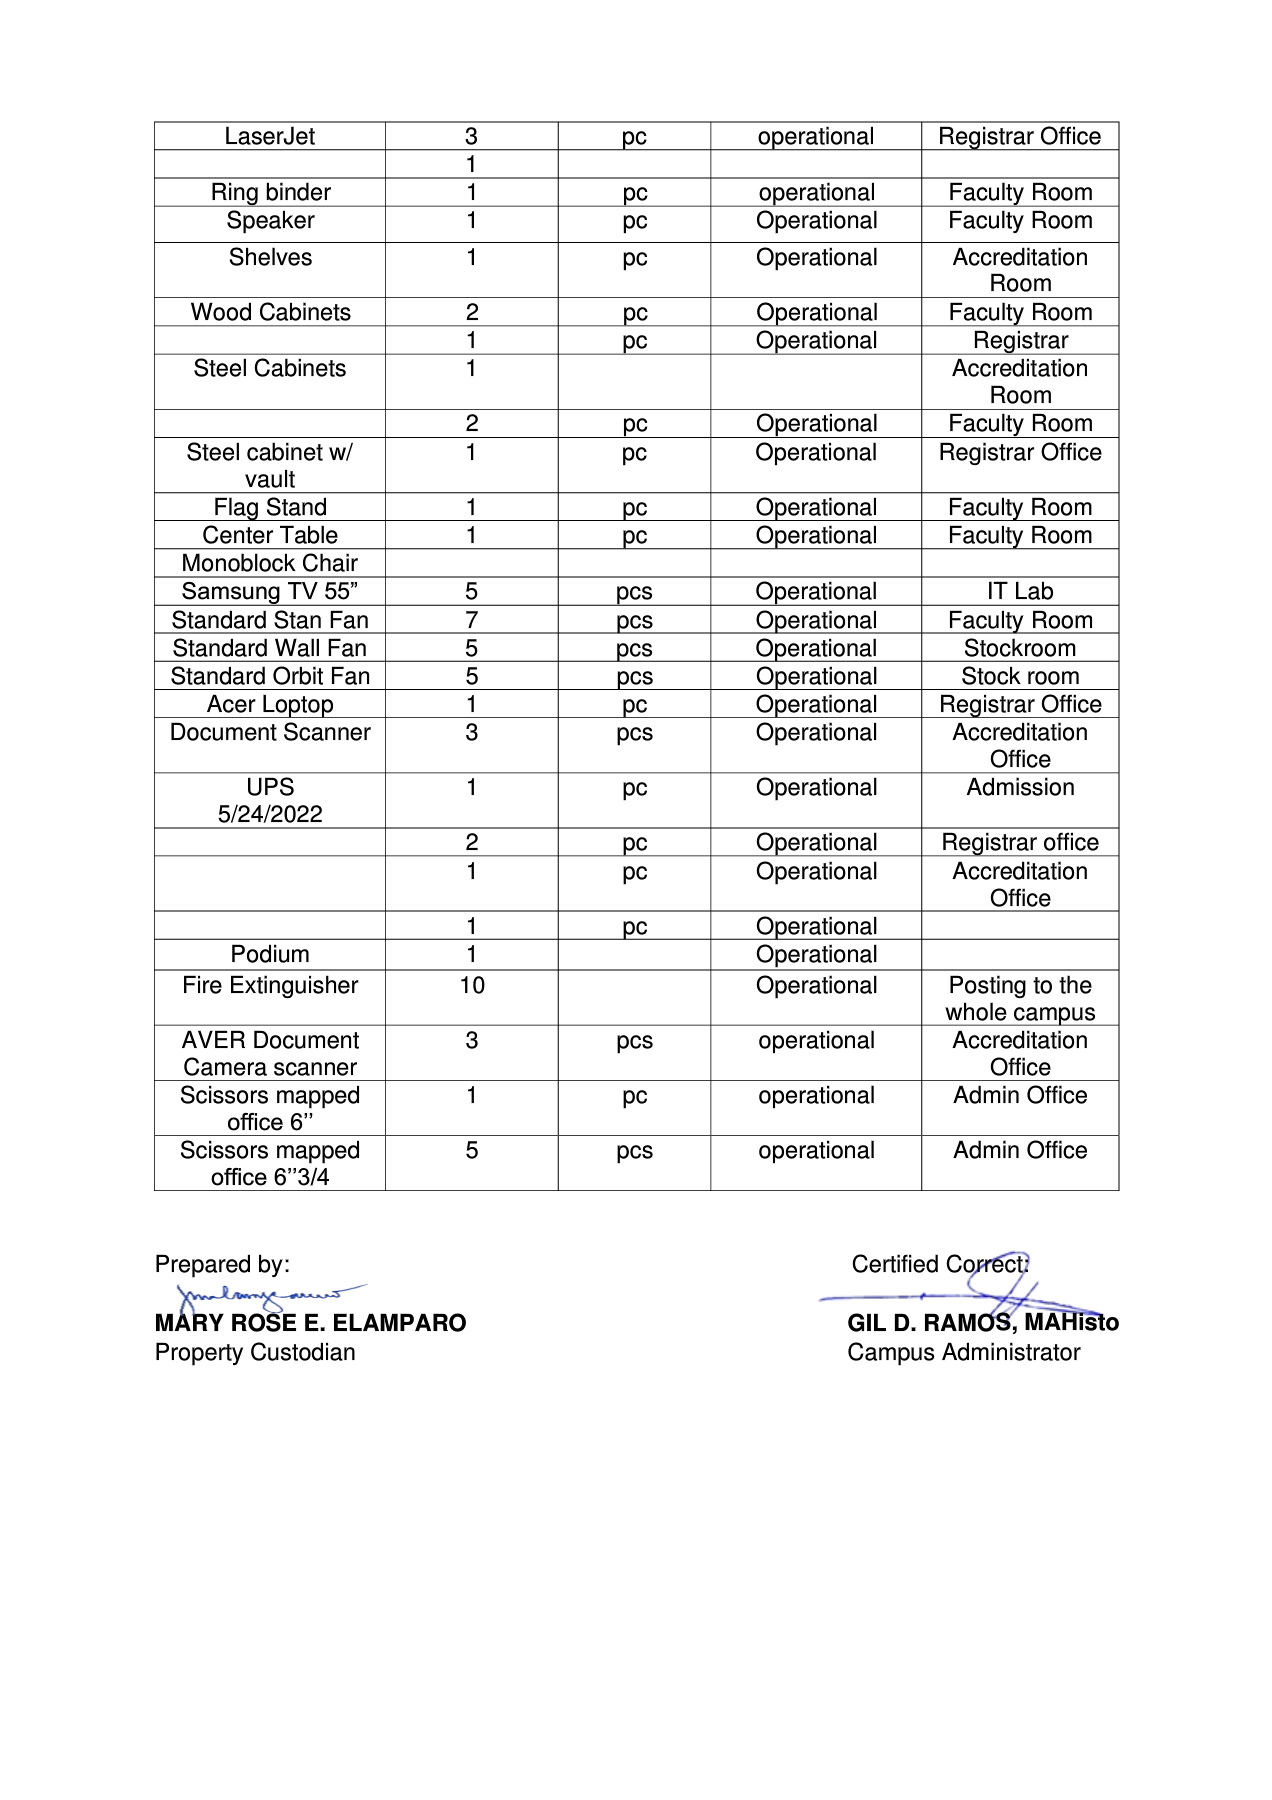 LaserJet 3 pc operational Registrar Office
1
Ring binder 1 pc operational Faculty Room
Speaker 1 pc Operational Faculty Room
Shelves 1 pc Operational Accreditation
Room
Wood Cabinets 2 pc Operational Faculty Room
1 pc Operational Registrar
Steel Cabinets 1 Accreditation
Room
2 pc Operational Faculty Room
Steel cabinet w/ 1 pc Operational Registrar Office
vault
Flag Stand 1 pc Operational Faculty Room
Center Table 1 pc Operational Faculty Room
Monoblock Chair
Samsung TV 55” 5 pcs Operational IT Lab
Standard Stan Fan 7 pcs Operational Faculty Room
Standard Wall Fan 5 pcs Operational Stockroom
Standard Orbit Fan 5 pcs Operational Stock room
Acer Loptop 1 pc Operational Registrar Office
Document Scanner 3 pcs Operational Accreditation
Office
UPS 1 pc Operational Admission
5/24/2022
2 pc Operational Registrar office
1 pc Operational Accreditation
Office
1 pc Operational
Podium 1 Operational
Fire Extinguisher 10 Operational Posting to the
whole campus
AVER Document 3 pcs operational Accreditation
Camera scanner Office
Scissors mapped 1 pc operational Admin Office
office 6’’
Scissors mapped 5 pcs operational Admin Office
office 6’’3/4
Prepared by: Certified Correct:
MARY ROSE E. ELAMPARO GIL D. RAMOS, MAHisto
Property Custodian Campus Administrator